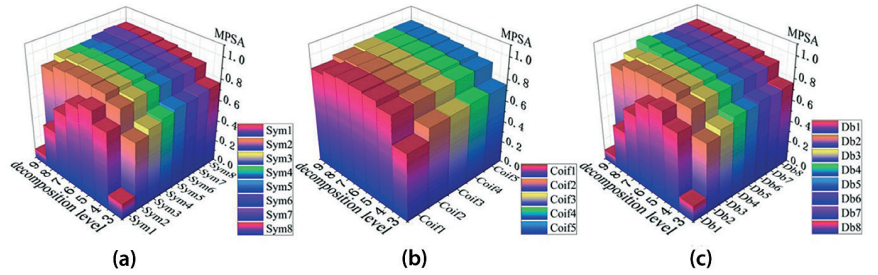 MPSA
1.0
0.8
0.6
0.4
0.2
0.0
9
8
7
6
5
4
3
decomposition level
Sym1
Sym2
Sym3
Sym4
Sym5
Sym6
Sym7
Sym8
Sym1
Sym2
Sym3
Sym4
Sym5
Sym6
Sym7
Sym8
(a)
MPSA
1.0
0.8
0.6
0.4
0.2
0.0
9
8
7
6
5
4
3
decomposition level
Coif1
Coif2
Coif3
Coif4
Coif5
Coif1
Coif2
Coif3
Coif4
Coif5
(b)
MPSA
1.0
0.8
0.6
0.4
0.2
0.0
9
8
7
6
5
4
3
decomposition level
Db1
Db2
Db3
Db4
Db5
Db6
Db7
Db8
Db1
Db2
Db3
Db4
Db5
Db6
Db7
Db8
(c)